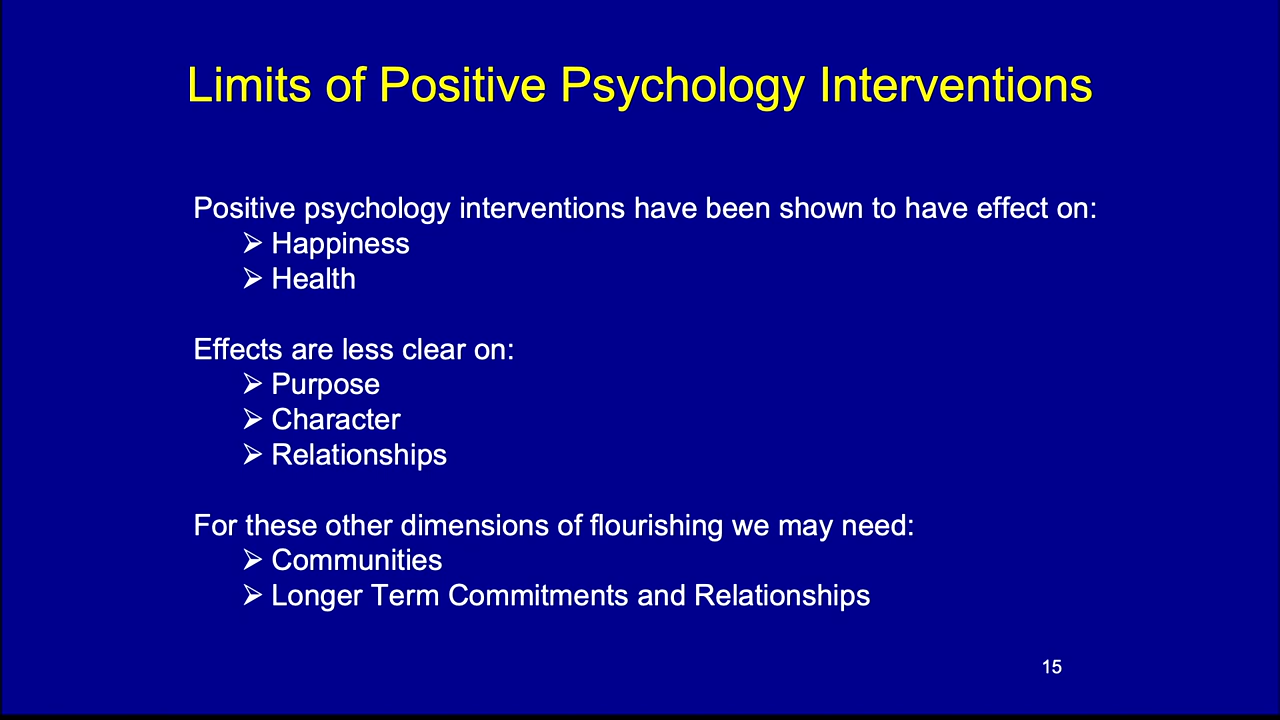 Limits of Positive Psychology Interventions
Positive psychology interventions have been shown to have effect on:
➢ Happiness
➢ Health
Effects are less clear on:
➢ Purpose
➢ Character
➢ Relationships
For these other dimensions of flourishing we may need:
➢ Communities
➢ Longer Term Commitments and Relationships
15